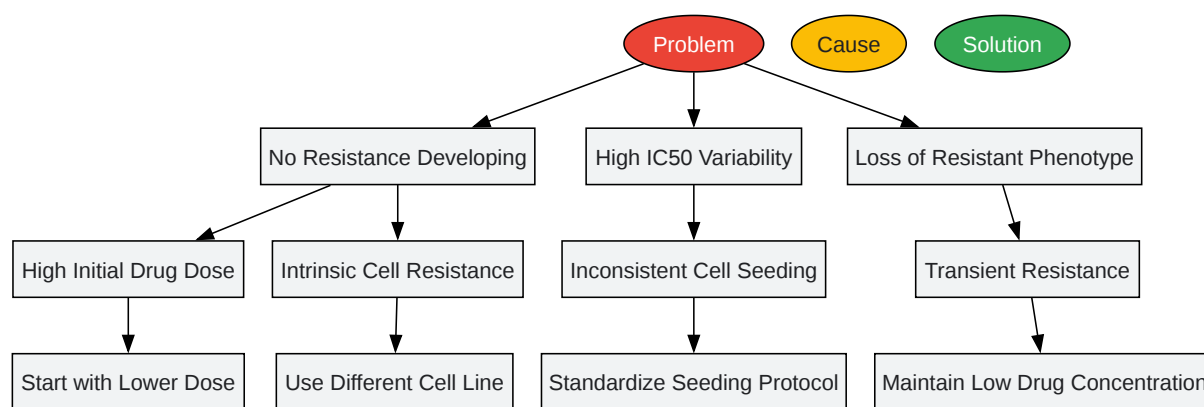 Problem
Cause
Solution
No Resistance Developing
High IC50 Variability
Loss of Resistant Phenotype
High Initial Drug Dose
Intrinsic Cell Resistance
Inconsistent Cell Seeding
Transient Resistance
Start with Lower Dose
Use Different Cell Line
Standardize Seeding Protocol
Maintain Low Drug Concentration